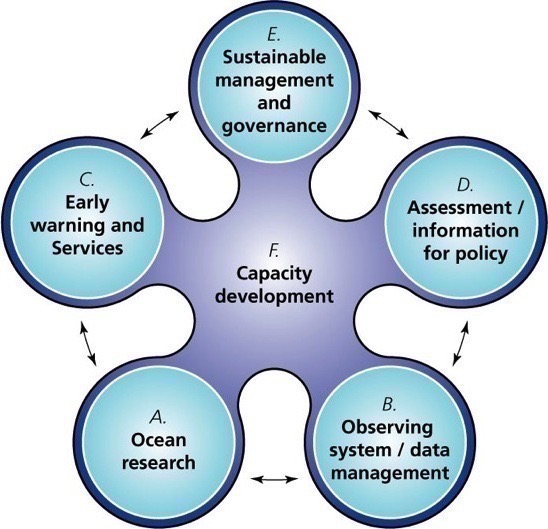 E.
Sustainable
management
and
governance
C.
Early
warning and
Services
D.
Assessment /
information
for policy
F.
Capacity
development
A.
Ocean
research
B.
Observing
system / data
management